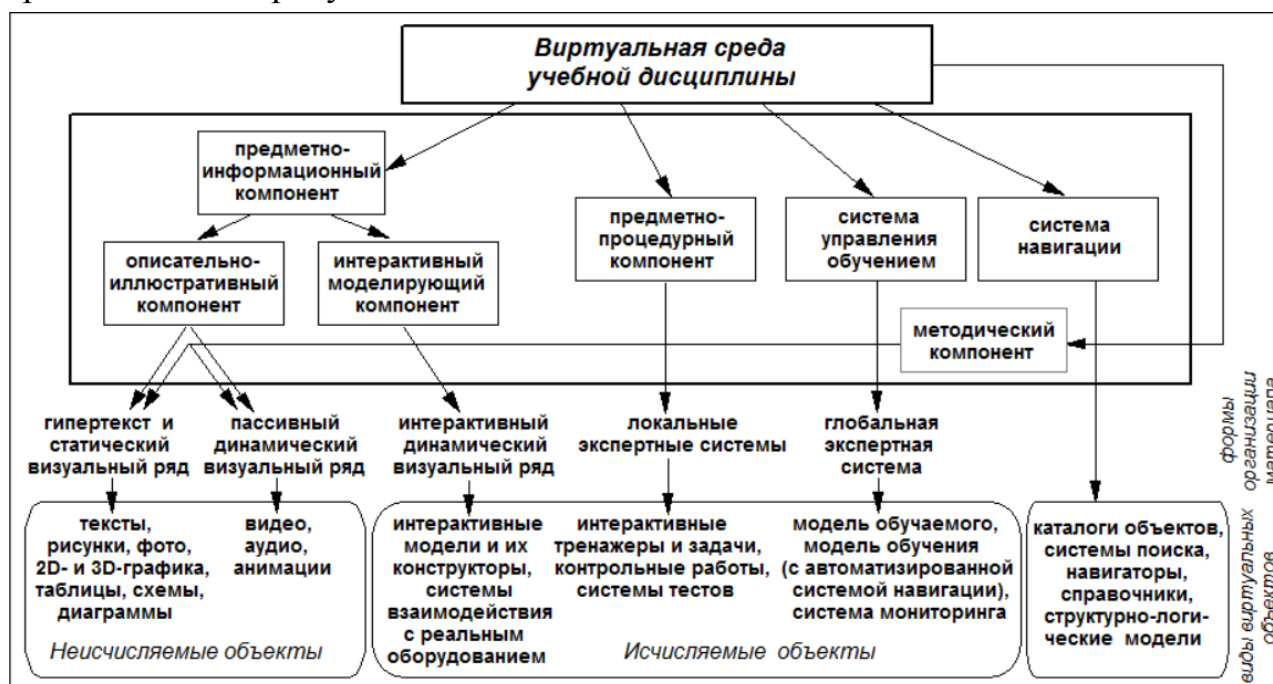 Виртуальная среда
учебной дисциплины
предметно-
информационный
компонент
предметно-
процедурный
компонент
система
управления
обучением
система
навигации
описательно-
иллюстративный
компонент
интерактивный
моделирующий
компонент
методический
компонент
гипертекст и
статический
визуальный ряд
пассивный
динамический
визуальный ряд
интерактивный
динамический
визуальный ряд
локальные
экспертные системы
глобальная
экспертная
система
формы
организации
материала
тексты,
рисунки, фото,
2D- и 3D-графика,
таблицы, схемы,
диаграммы
видео,
аудио,
анимации
Неисчисляемые объекты
интерактивные
модели и их
конструкторы,
системы
взаимодействия
с реальным
оборудованием
интерактивные
тренажеры и задачи,
контрольные работы,
системы тестов
модель обучаемого,
модель обучения
(с автоматизированной
системой навигации),
система мониторинга
Исчисляемые объекты
каталоги объектов,
системы поиска,
навигаторы,
справочники,
структурно-логи-
ческие модели
виды виртуальных
объектов